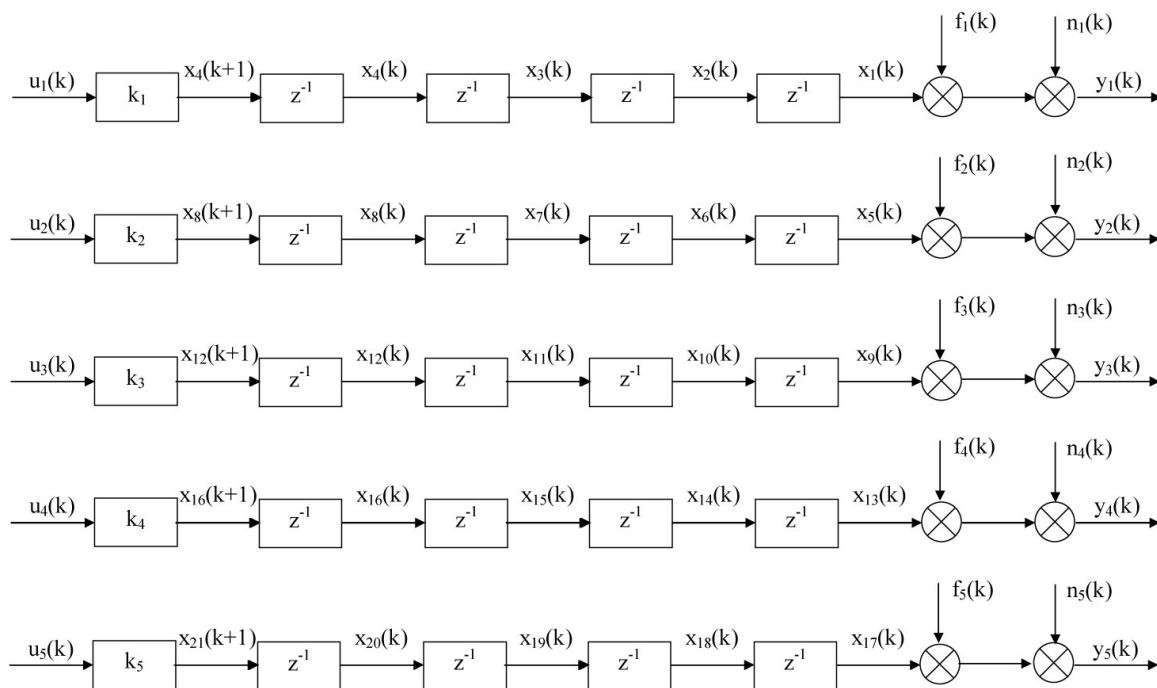 f₁(k) n₁(k)
u₁(k) k₁ x₄(k+1) z⁻¹ x₄(k) z⁻¹ x₃(k) z⁻¹ x₂(k) z⁻¹ x₁(k) y₁(k)
f₂(k) n₂(k)
u₂(k) k₂ x₈(k+1) z⁻¹ x₈(k) z⁻¹ x₇(k) z⁻¹ x₆(k) z⁻¹ x₅(k) y₂(k)
f₃(k) n₃(k)
u₃(k) k₃ x₁₂(k+1) z⁻¹ x₁₂(k) z⁻¹ x₁₁(k) z⁻¹ x₁₀(k) z⁻¹ x₉(k) y₃(k)
f₄(k) n₄(k)
u₄(k) k₄ x₁₆(k+1) z⁻¹ x₁₆(k) z⁻¹ x₁₅(k) z⁻¹ x₁₄(k) z⁻¹ x₁₃(k) y₄(k)
f₅(k) n₅(k)
u₅(k) k₅ x₂₁(k+1) z⁻¹ x₂₀(k) z⁻¹ x₁₉(k) z⁻¹ x₁₈(k) z⁻¹ x₁₇(k) y₅(k)